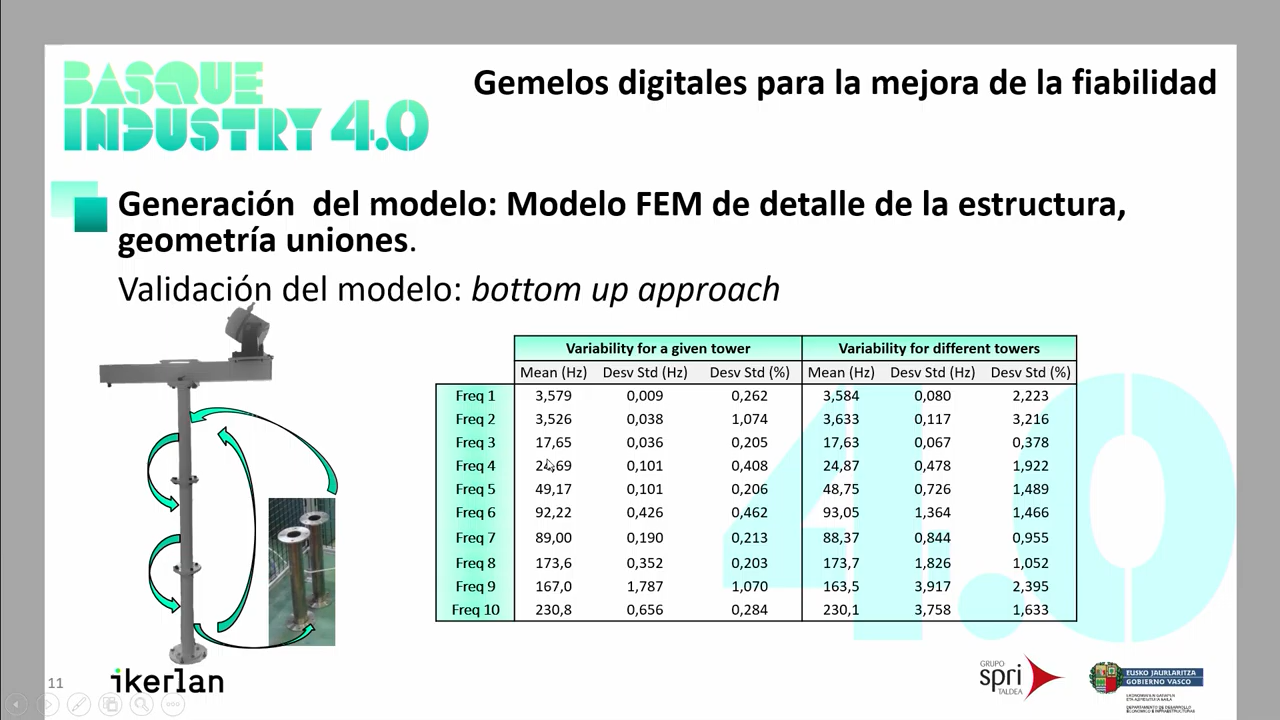 BASQUE
INDUSTRY 4.0
Gemelos digitales para la mejora de la fiabilidad
Generación del modelo: Modelo FEM de detalle de la estructura,
geometría uniones.
Validación del modelo: bottom up approach
Variability for a given tower Variability for different towers
Mean (Hz) Desv Std (Hz) Desv Std (%) Mean (Hz) Desv Std (Hz) Desv Std (%)
Freq 1 3,579 0,009 0,262 3,584 0,080 2,223
Freq 2 3,526 0,038 1,074 3,633 0,117 3,216
Freq 3 17,65 0,036 0,205 17,63 0,067 0,378
Freq 4 24,69 0,101 0,408 24,87 0,478 1,922
Freq 5 49,17 0,101 0,206 48,75 0,726 1,489
Freq 6 92,22 0,426 0,462 93,05 1,364 1,466
Freq 7 89,00 0,190 0,213 88,37 0,844 0,955
Freq 8 173,6 0,352 0,203 173,7 1,826 1,052
Freq 9 167,0 1,787 1,070 163,5 3,917 2,395
Freq 10 230,8 0,656 0,284 230,1 3,758 1,633
4.0
11
ikerlan
GRUPO
spri
TALDEA
EUSKO JAURLARITZA
GOBIERNO VASCO